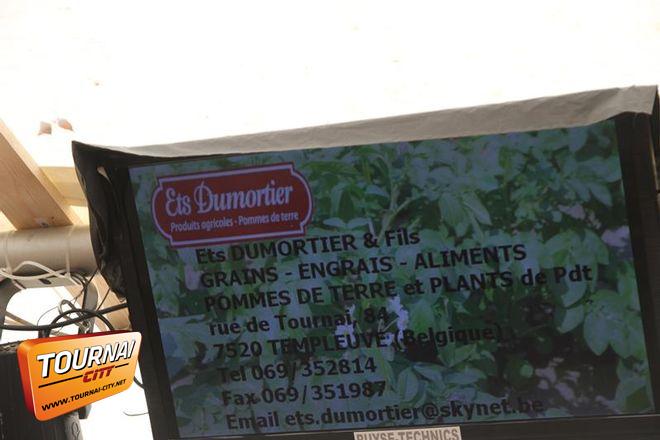 Ets Dumortier
Produits agricoles - Pommes de terre
Ets DUMORTIER & Fils
GRAINS - ENGRAIS - ALIMENTS
POMMES DE TERRE et PLANTS de Pdt
rue de Tournai, 84
7520 TEMPLEUVE (Belgique)
Tel 069/352814
Fax 069/351987
Email ets.dumortier@skynet.be
PUYSE-TECHNICS
TOURNAI
CITY
WWW.TOURNAI-CITY.NET